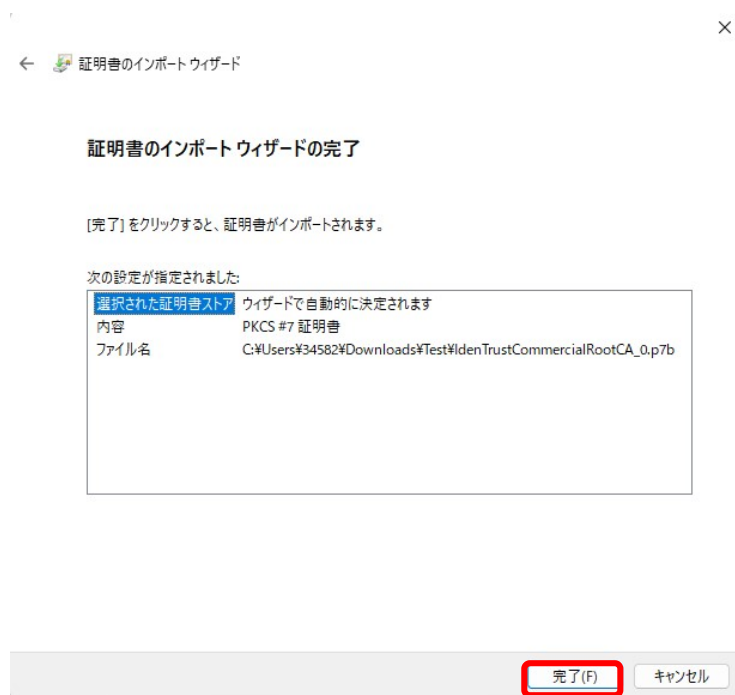 証明書のインポート ウィザード
証明書のインポート ウィザードの完了
[完了] をクリックすると、証明書がインポートされます。
次の設定が指定されました:
選択された証明書ストア ウィザードで自動的に決定されます
内容 PKCS #7 証明書
ファイル名 C:¥Users¥34582¥Downloads¥Test¥IdenTrustCommercialRootCA_0.p7b
完了(F) キャンセル